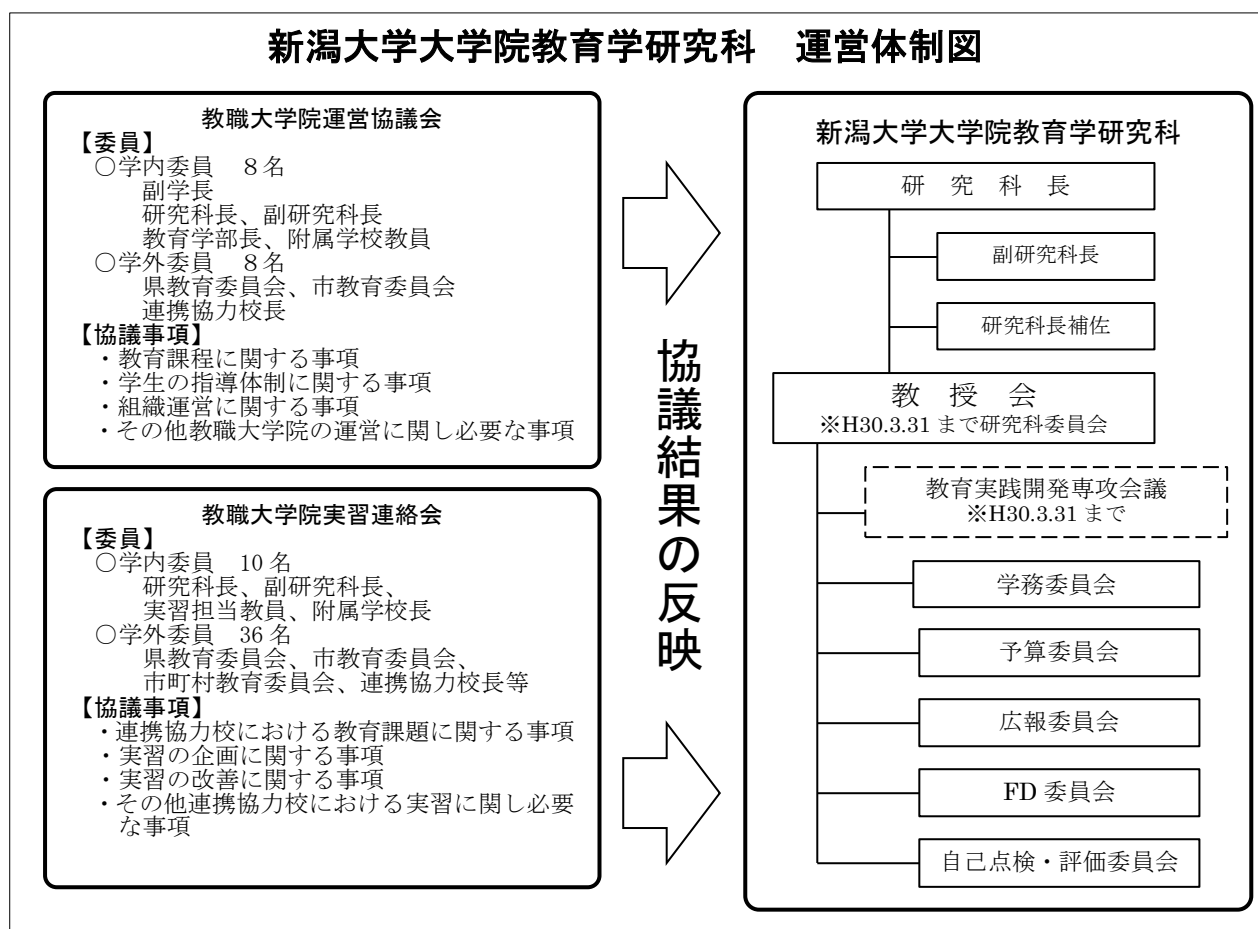 新潟大学大学院教育学研究科　運営体制図
教職大学院運営協議会
【委員】
○学内委員　８名
副学長
研究科長、副研究科長
教育学部長、附属学校教員
○学外委員　８名
県教育委員会、市教育委員会
連携協力校長
【協議事項】
・教育課程に関する事項
・学生の指導体制に関する事項
・組織運営に関する事項
・その他教職大学院の運営に関し必要な事項
教職大学院実習連絡会
【委員】
○学内委員　10 名
研究科長、副研究科長、
実習担当教員、附属学校長
○学外委員　36 名
県教育委員会、市教育委員会、
市町村教育委員会、連携協力校長等
【協議事項】
・連携協力校における教育課題に関する事項
・実習の企画に関する事項
・実習の改善に関する事項
・その他連携協力校における実習に関し必要
な事項
協議結果の反映
新潟大学大学院教育学研究科
研　究　科　長
副研究科長
研究科長補佐
教　授　会
※H30.3.31 まで研究科委員会
教育実践開発専攻会議
※H30.3.31 まで
学務委員会
予算委員会
広報委員会
FD 委員会
自己点検・評価委員会